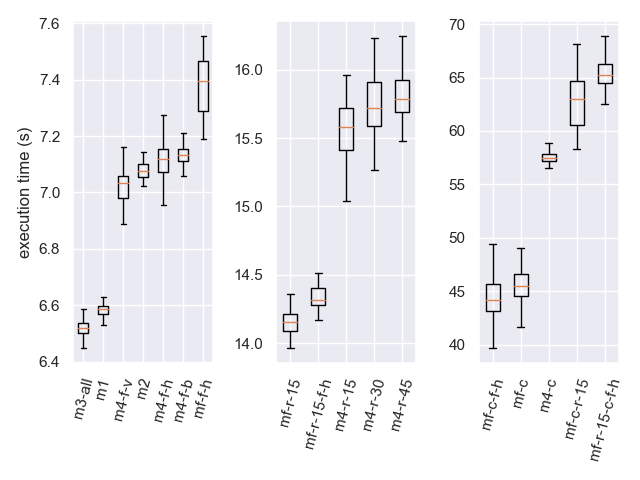 execution time (s)
7.6
7.4
7.2
7.0
6.8
6.6
6.4
m3-all
m1
m4-f-v
m2
m4-f-h
m4-f-b
mf-f-h
16.0
15.5
15.0
14.5
14.0
mf-r-15
mf-r-15-f-h
m4-r-15
m4-r-30
m4-r-45
70
65
60
55
50
45
40
mf-c-f-h
mf-c
m4-c
mf-c-r-15
mf-r-15-c-f-h